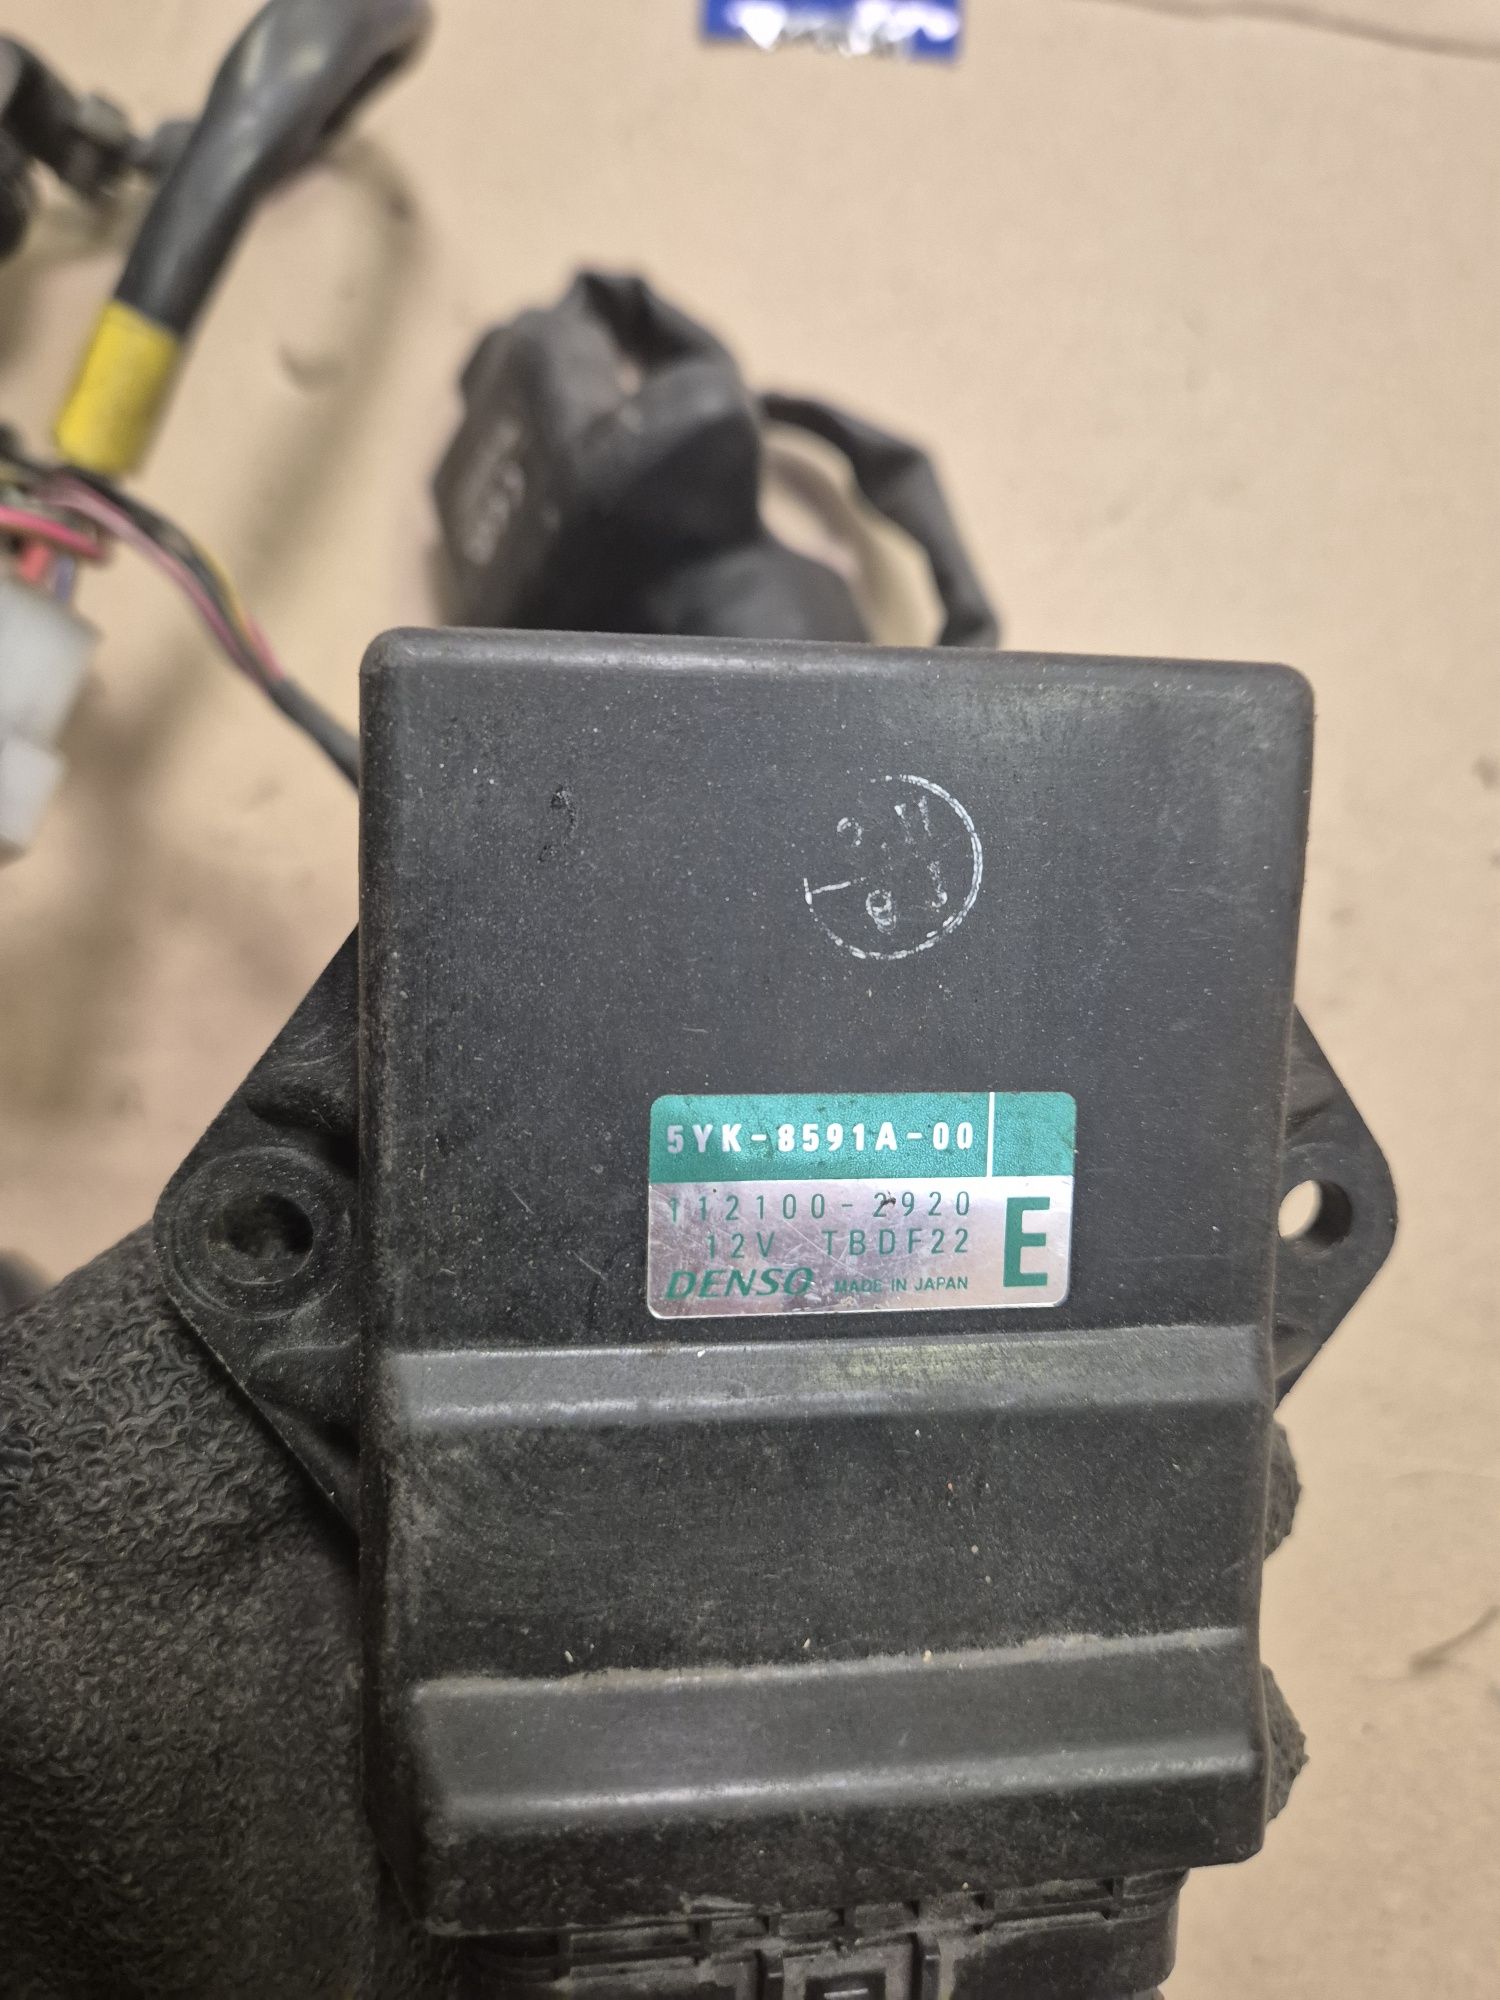 5YK-8591A-00
112100-2920
12V TBDF22
E
DENSO MADE IN JAPAN